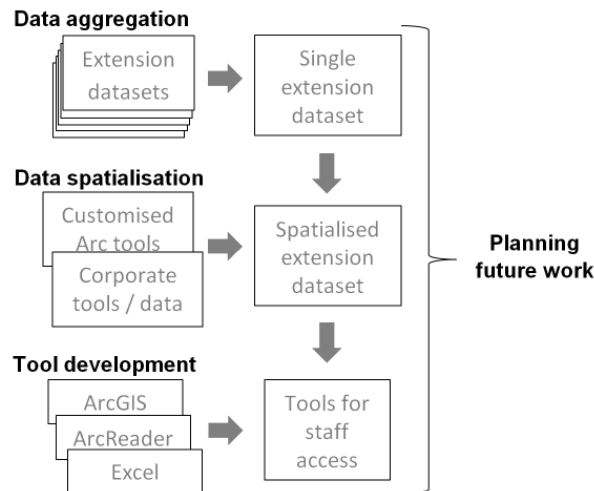 Data aggregation
Extension
datasets
Single
extension
dataset
Data spatialisation
Customised
Arc tools
Corporate
tools / data
Spatialised
extension
dataset
Planning
future work
Tool development
ArcGIS
ArcReader
Excel
Tools for
staff
access